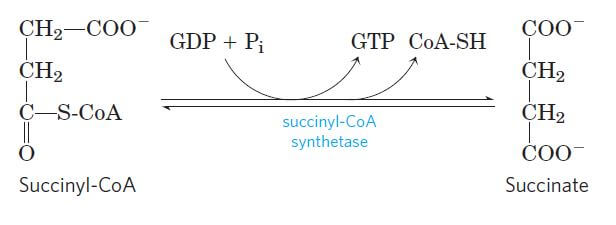 CH₂—COO⁻
CH₂
C—S-CoA
O
Succinyl-CoA
GDP + Pᵢ
GTP CoA-SH
succinyl-CoA
synthetase
COO⁻
CH₂
CH₂
COO⁻
Succinate